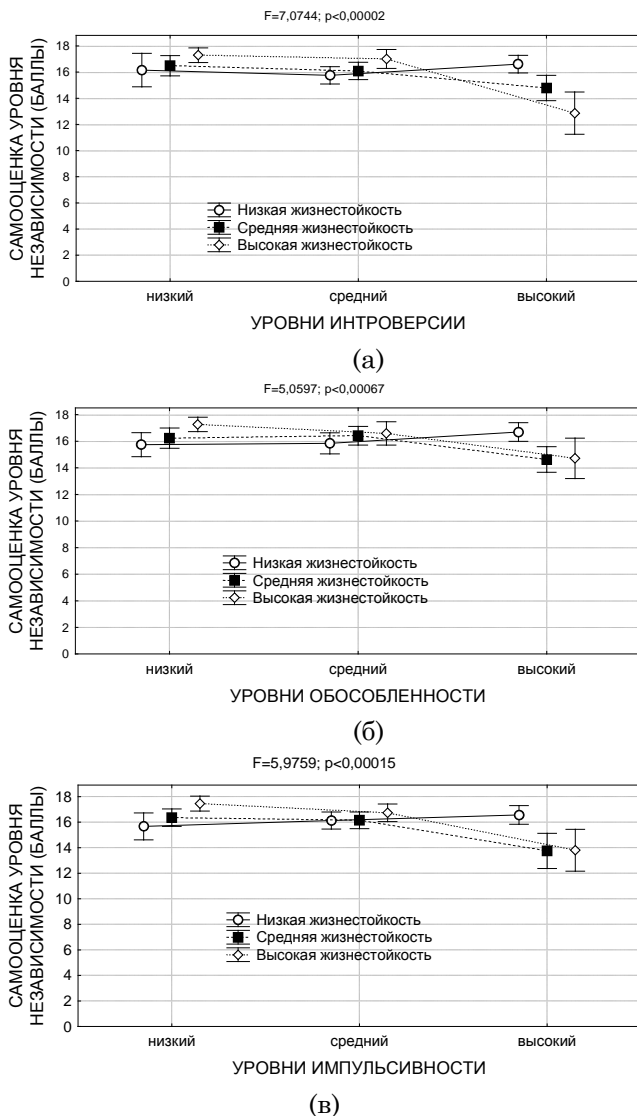 F=7,0744; p<0,00002
САМООЦЕНКА УРОВНЯ
НЕЗАВИСИМОСТИ (БАЛЛЫ)
18
16
14
12
10
8
6
4
2
0
Низкая жизнестойкость
Средняя жизнестойкость
Высокая жизнестойкость
низкий средний высокий
УРОВНИ ИНТРОВЕРСИИ
(а)
F=5,0597; p<0,00067
САМООЦЕНКА УРОВНЯ
НЕЗАВИСИМОСТИ (БАЛЛЫ)
18
16
14
12
10
8
6
4
2
0
Низкая жизнестойкость
Средняя жизнестойкость
Высокая жизнестойкость
низкий средний высокий
УРОВНИ ОБОСОБЛЕННОСТИ
(б)
F=5,9759; p<0,00015
САМООЦЕНКА УРОВНЯ
НЕЗАВИСИМОСТИ (БАЛЛЫ)
18
16
14
12
10
8
6
4
2
0
Низкая жизнестойкость
Средняя жизнестойкость
Высокая жизнестойкость
низкий средний высокий
УРОВНИ ИМПУЛЬСИВНОСТИ
(в)